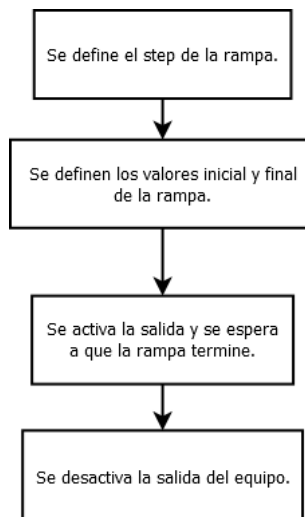 Se define el step de la rampa.
Se definen los valores inicial y final
de la rampa.
Se activa la salida y se espera
a que la rampa termine.
Se desactiva la salida del equipo.